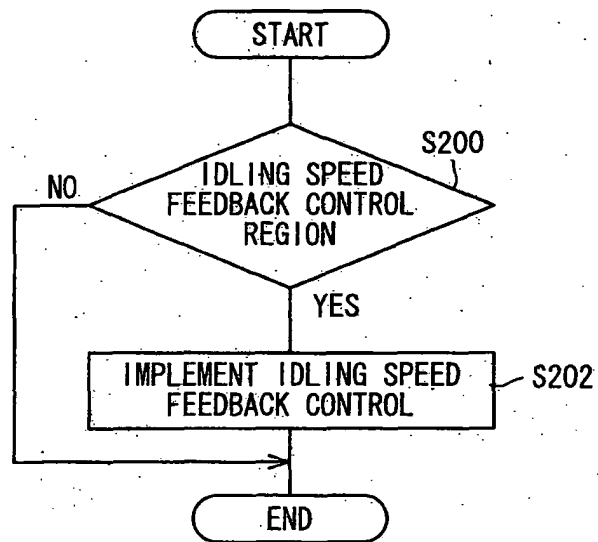 START
S200
IDLING SPEED
FEEDBACK CONTROL
REGION
NO
YES
IMPLEMENT IDLING SPEED
FEEDBACK CONTROL
S202
END